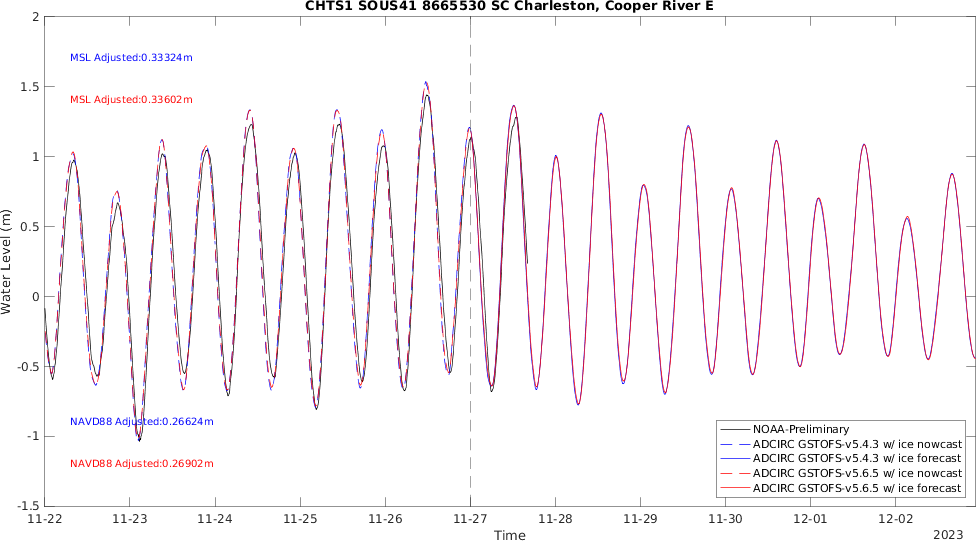 CHTS1 SOUS41 8665530 SC Charleston, Cooper River E
2
1.5
1
0.5
0
-0.5
-1
-1.5
Water Level (m)
MSL Adjusted:0.33324m
MSL Adjusted:0.33602m
NAVD88 Adjusted:0.26624m
NAVD88 Adjusted:0.26902m
NOAA-Preliminary
ADCIRC GSTOFS-v5.4.3 w/ ice nowcast
ADCIRC GSTOFS-v5.4.3 w/ ice forecast
ADCIRC GSTOFS-v5.6.5 w/ ice nowcast
ADCIRC GSTOFS-v5.6.5 w/ ice forecast
11-22 11-23 11-24 11-25 11-26 11-27 11-28 11-29 11-30 12-01 12-02
Time
2023